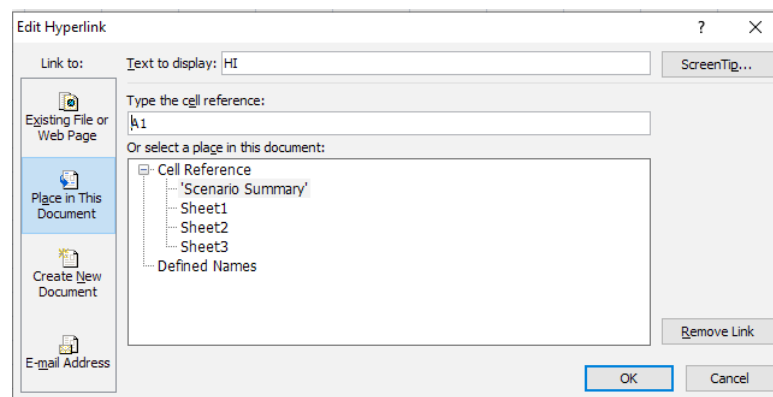 Edit Hyperlink
? X
Link to:
Text to display: HI
ScreenTip...
Existing File or
Web Page
Place in This
Document
Create New
Document
E-mail Address
Type the cell reference:
A1
Or select a place in this document:
Cell Reference
'Scenario Summary'
Sheet1
Sheet2
Sheet3
Defined Names
Remove Link
OK
Cancel